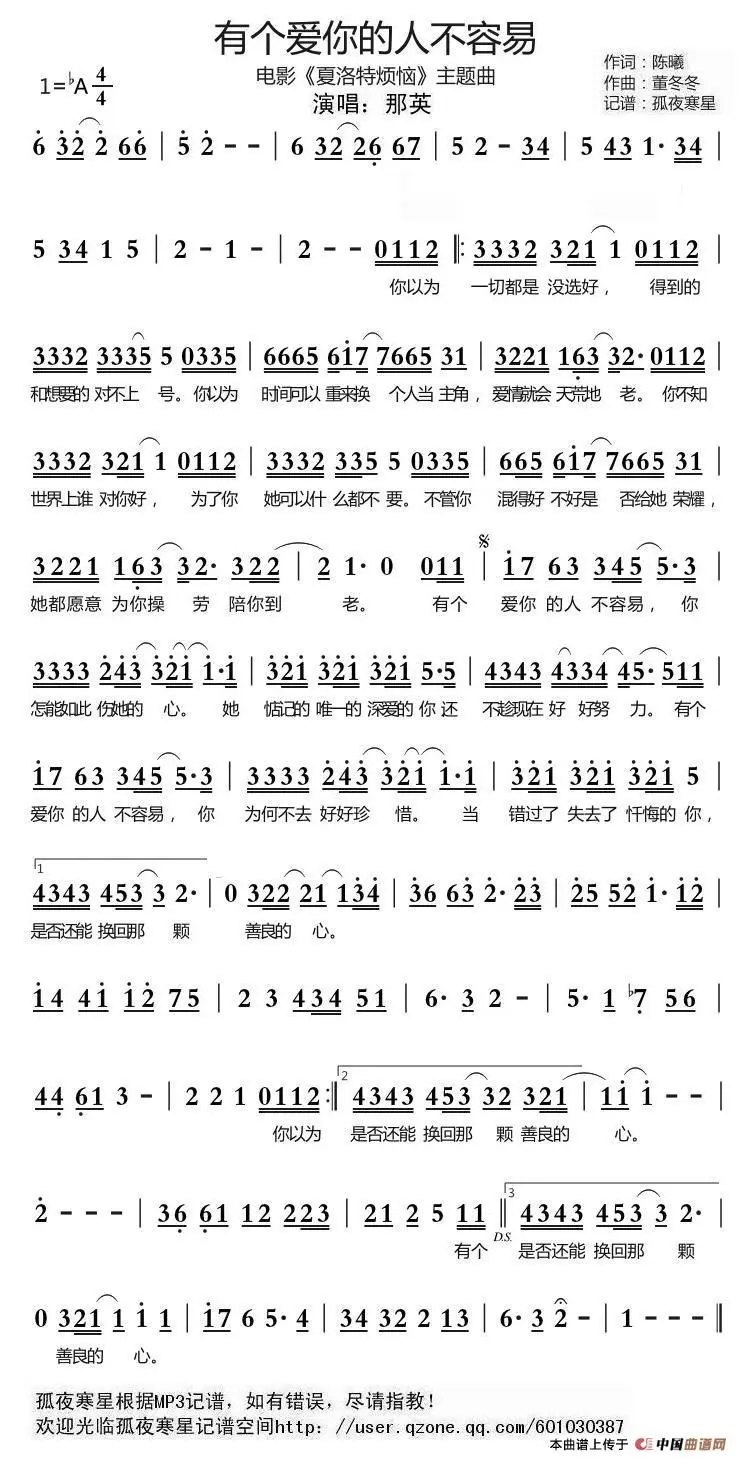 有个爱你的人不容易
电影《夏洛特烦恼》主题曲
演唱：那英
作词：陈曦
作曲：董冬冬
记谱：孤夜寒星
1=♭A 4/4
6 32 2 66 | 5 2 - - | 6 32 26 67 | 5 2 - 34 | 5 43 1· 34 |
5 34 1 5 | 2 - 1 - | 2 - - 0112 ‖: 3332 321 1 0112
你以为 一切都是 没选好， 得到的
3332 3335 5 0335 | 6665 617 7665 31 | 3221 163 32· 0112 |
和想要的 对不上 号。你以为 时间可以 重来换 个人当 主角，爱情就会 天荒地 老。 你不知
3332 321 1 0112 | 3332 335 5 0335 | 665 617 7665 31 |
世界上谁 对你好， 为了你 她可以什 么都不 要。不管你 混得好 不好是 否给她 荣耀，
3221 163 32· 322 | 2 1· 0 011 | 17 63 345 5·3 |
她都愿意 为你操 劳 陪你到 老。 有个 爱你 的人 不容易， 你
3333 243 321 1·1 | 321 321 321 5·5 | 4343 4334 45· 511 |
怎能如此 伤她的 心。 她 惦记的 唯一的 深爱的 你还 不趁现在 好 好努 力。有个
17 63 345 5·3 | 3333 243 321 1·1 | 321 321 321 5 |
爱你 的人 不容易， 你 为何不去 好好珍 惜。 当 错过了 失去了 忏悔的 你，
1
4343 453 3 2· | 0 322 21 134 | 36 63 2· 23 | 25 52 1· 12 |
是否还能 换回那 颗 善良的 心。
14 41 12 75 | 2 3 434 51 | 6· 3 2 - | 5· 1 ♭7 56 |
44 61 3 - | 2 2 1 0112 :‖ 2 4343 453 32 321 | 11 1 - - |
你以为 是否还能 换回那 颗 善良的 心。
2 - - - | 36 61 12 223 | 21 2 5 11 ‖ D.S. 3 4343 453 3 2· |
有个 是否还能 换回那 颗
0 321 1 1 1 | 17 6 5· 4 | 34 32 2 13 | 6· 3 2 - | 1 - - - ‖
善良的 心。
孤夜寒星根据MP3记谱，如有错误，尽请指教！
欢迎光临孤夜寒星记谱空间http：//user.qzone.qq.com/601030387
本曲谱上传于 中国曲谱网